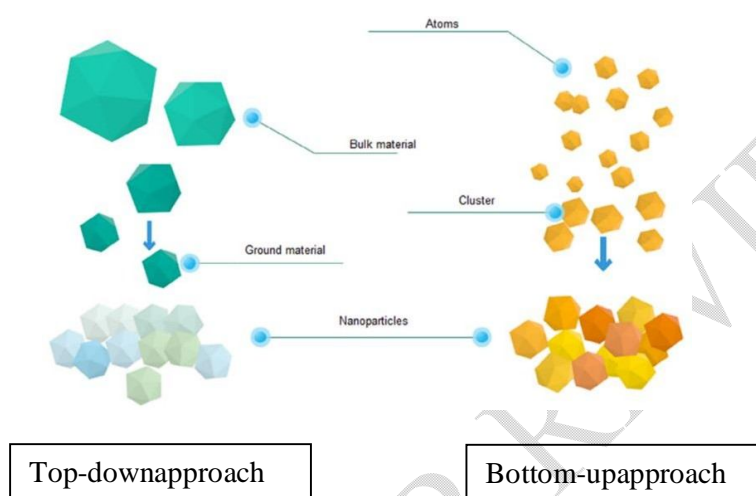 Atoms
Bulk material
Cluster
Ground material
Nanoparticles
Top-downapproach
Bottom-upapproach